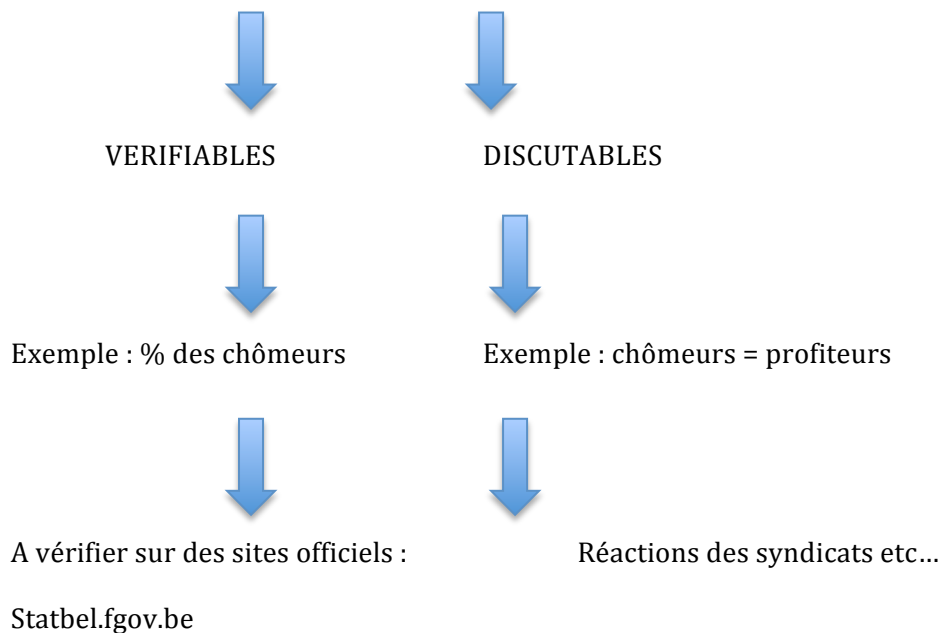 VERIFIABLES DISCUTABLES
Exemple : % des chômeurs Exemple : chômeurs = profiteurs
A vérifier sur des sites officiels : Réactions des syndicats etc…
Statbel.fgov.be